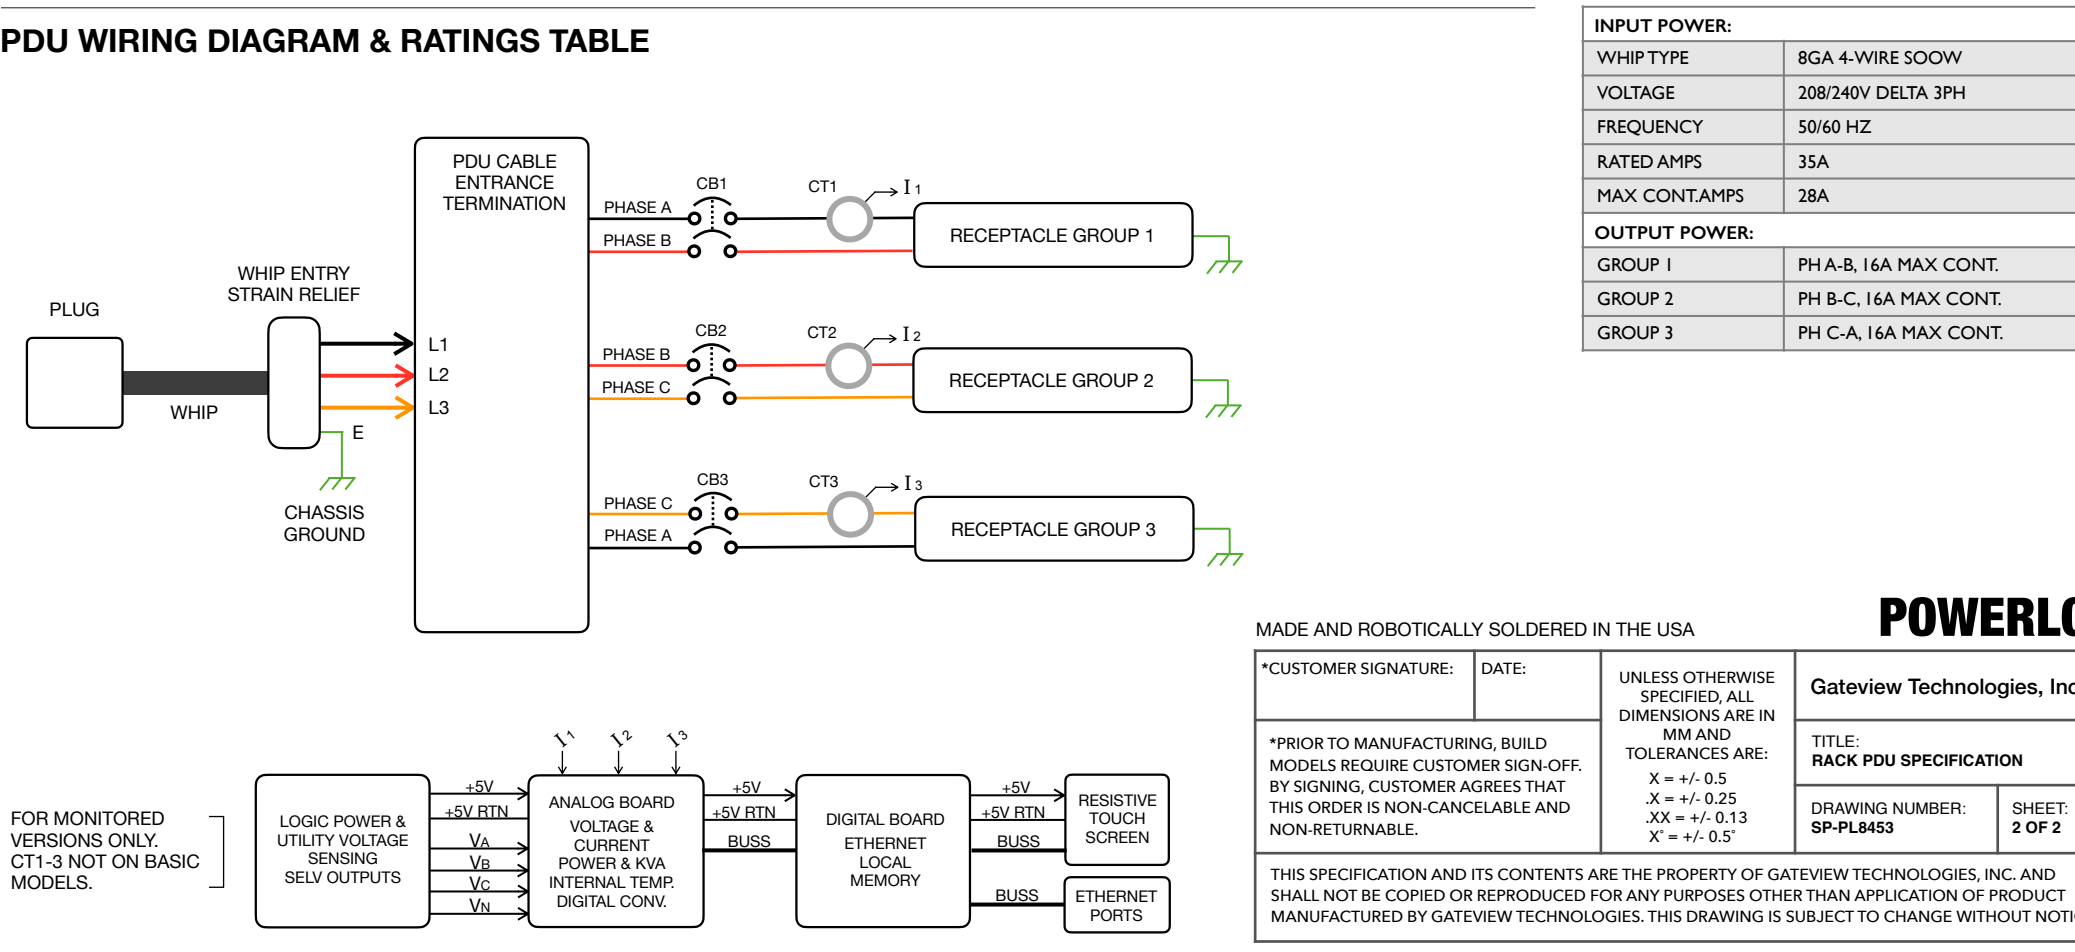 PDU WIRING DIAGRAM & RATINGS TABLE
INPUT POWER:
WHIP TYPE 8GA 4-WIRE SOOW
VOLTAGE 208/240V DELTA 3PH
FREQUENCY 50/60 HZ
RATED AMPS 35A
MAX CONT.AMPS 28A
OUTPUT POWER:
GROUP 1 PH A-B, 16A MAX CONT.
GROUP 2 PH B-C, 16A MAX CONT.
GROUP 3 PH C-A, 16A MAX CONT.
PLUG
WHIP
WHIP ENTRY
STRAIN RELIEF
L1
L2
L3
E
CHASSIS
GROUND
PDU CABLE
ENTRANCE
TERMINATION
PHASE A
PHASE B
CB1
CT1
I 1
RECEPTACLE GROUP 1
PHASE B
PHASE C
CB2
CT2
I 2
RECEPTACLE GROUP 2
PHASE C
PHASE A
CB3
CT3
I 3
RECEPTACLE GROUP 3
FOR MONITORED
VERSIONS ONLY.
CT1-3 NOT ON BASIC
MODELS.
LOGIC POWER &
UTILITY VOLTAGE
SENSING
SELV OUTPUTS
+5V
+5V RTN
VA
VB
VC
VN
I 1
I 2
I 3
ANALOG BOARD
VOLTAGE &
CURRENT
POWER & KVA
INTERNAL TEMP.
DIGITAL CONV.
+5V
+5V RTN
BUSS
DIGITAL BOARD
ETHERNET
LOCAL
MEMORY
+5V
+5V RTN
BUSS
BUSS
RESISTIVE
TOUCH
SCREEN
ETHERNET
PORTS
MADE AND ROBOTICALLY SOLDERED IN THE USA
POWERLO
*CUSTOMER SIGNATURE:
DATE:
*PRIOR TO MANUFACTURING, BUILD
MODELS REQUIRE CUSTOMER SIGN-OFF.
BY SIGNING, CUSTOMER AGREES THAT
THIS ORDER IS NON-CANCELABLE AND
NON-RETURNABLE.
UNLESS OTHERWISE
SPECIFIED, ALL
DIMENSIONS ARE IN
MM AND
TOLERANCES ARE:
X = +/- 0.5
.X = +/- 0.25
.XX = +/- 0.13
X° = +/- 0.5°
Gateview Technologies, Inc
TITLE:
RACK PDU SPECIFICATION
DRAWING NUMBER:
SP-PL8453
SHEET:
2 OF 2
THIS SPECIFICATION AND ITS CONTENTS ARE THE PROPERTY OF GATEVIEW TECHNOLOGIES, INC. AND
SHALL NOT BE COPIED OR REPRODUCED FOR ANY PURPOSES OTHER THAN APPLICATION OF PRODUCT
MANUFACTURED BY GATEVIEW TECHNOLOGIES. THIS DRAWING IS SUBJECT TO CHANGE WITHOUT NOTI